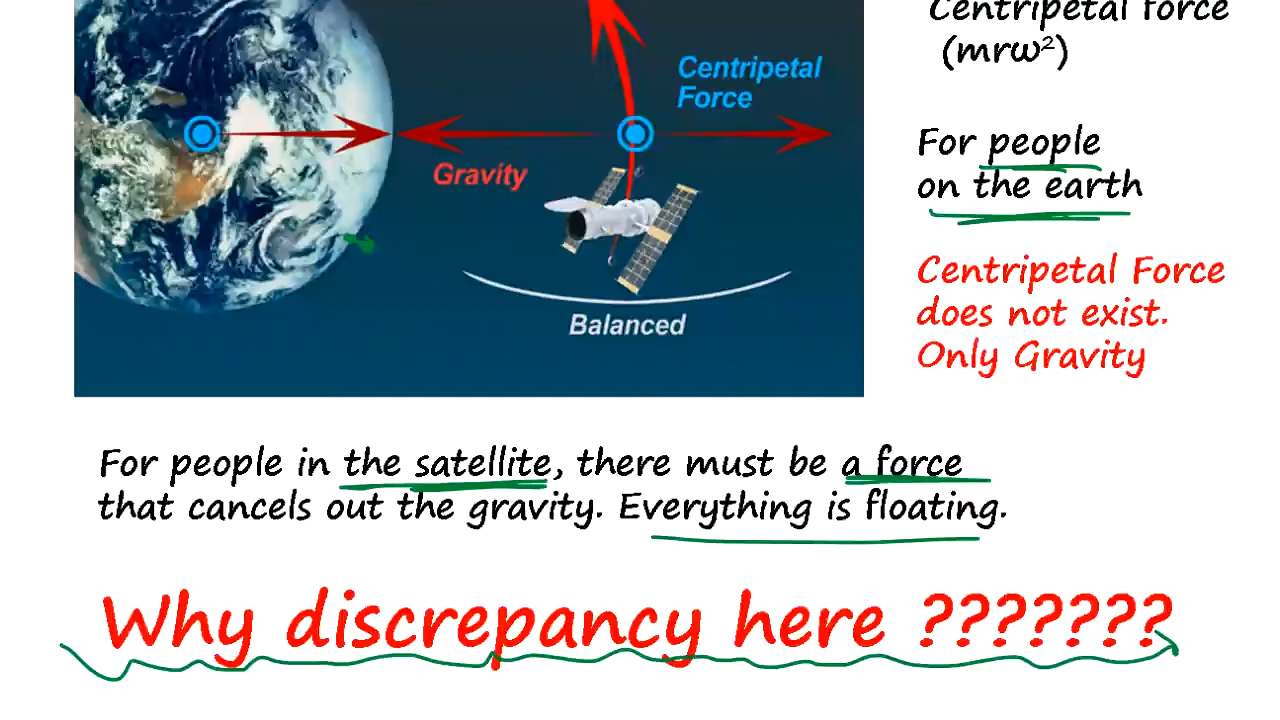 Centripetal force
(mrω²)
Centripetal
Force
For people
on the earth
Gravity
Centripetal Force
does not exist.
Only Gravity
Balanced
For people in the satellite, there must be a force
that cancels out the gravity. Everything is floating.
Why discrepancy here ???????